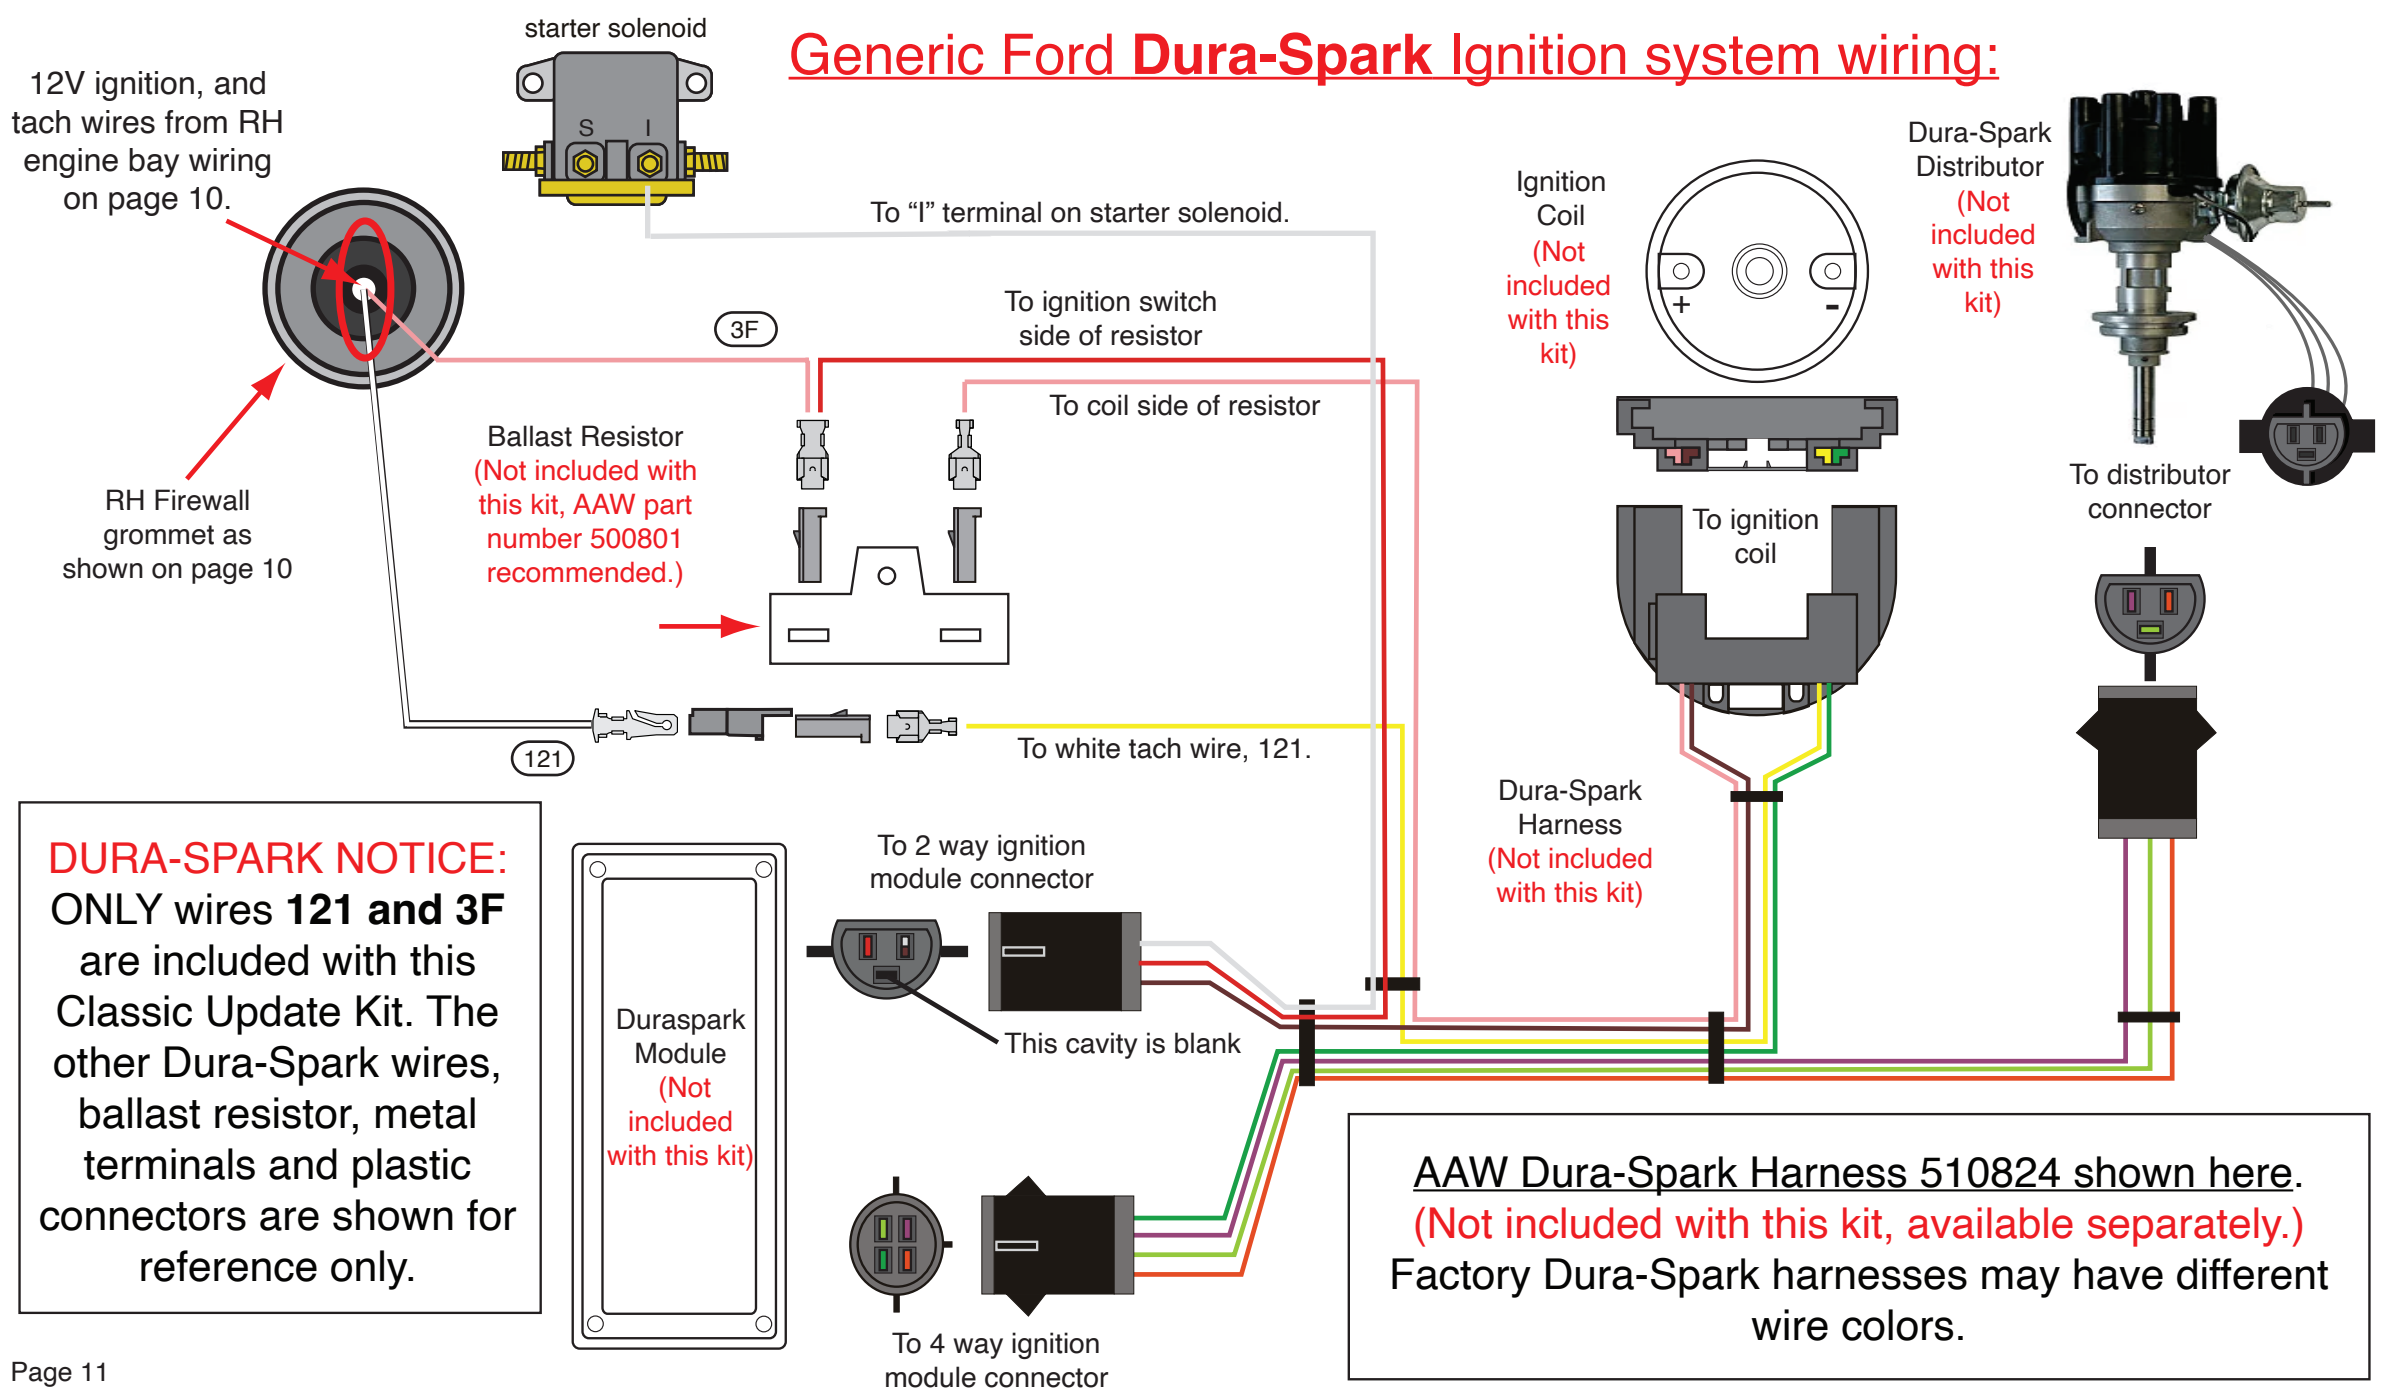 starter solenoid
Generic Ford Dura-Spark Ignition system wiring:
12V ignition, and
tach wires from RH
engine bay wiring
on page 10.
S I
To “I” terminal on starter solenoid.
Ignition
Coil
(Not
included
with this
kit)
+ -
Dura-Spark
Distributor
(Not
included
with this
kit)
3F
To ignition switch
side of resistor
To coil side of resistor
Ballast Resistor
(Not included with
this kit, AAW part
number 500801
recommended.)
RH Firewall
grommet as
shown on page 10
To ignition
coil
To distributor
connector
121
To white tach wire, 121.
Dura-Spark
Harness
(Not included
with this kit)
DURA-SPARK NOTICE:
ONLY wires 121 and 3F
are included with this
Classic Update Kit. The
other Dura-Spark wires,
ballast resistor, metal
terminals and plastic
connectors are shown for
reference only.
Duraspark
Module
(Not
included
with this kit)
To 2 way ignition
module connector
This cavity is blank
To 4 way ignition
module connector
AAW Dura-Spark Harness 510824 shown here.
(Not included with this kit, available separately.)
Factory Dura-Spark harnesses may have different
wire colors.
Page 11